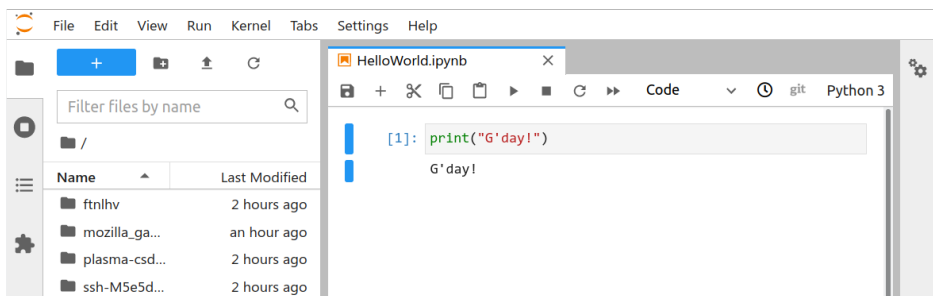 File Edit View Run Kernel Tabs Settings Help
HelloWorld.ipynb
Filter files by name
/
Name Last Modified
ftnlhv 2 hours ago
mozilla_ga... an hour ago
plasma-csd... 2 hours ago
ssh-M5e5d... 2 hours ago
Code git Python 3
[1]: print("G'day!")
G'day!